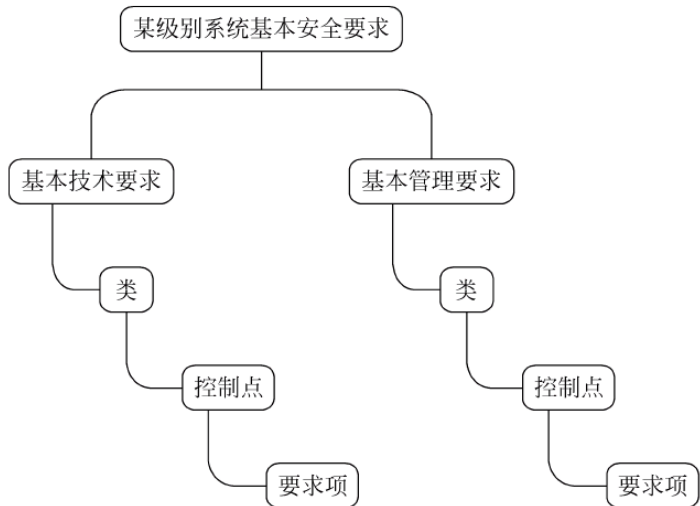 某级别系统基本安全要求
基本技术要求
基本管理要求
类
类
控制点
控制点
要求项
要求项